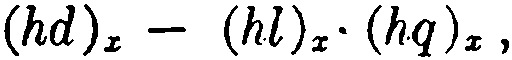 (hd)ₓ — (hl)ₓ· (hq)ₓ ,